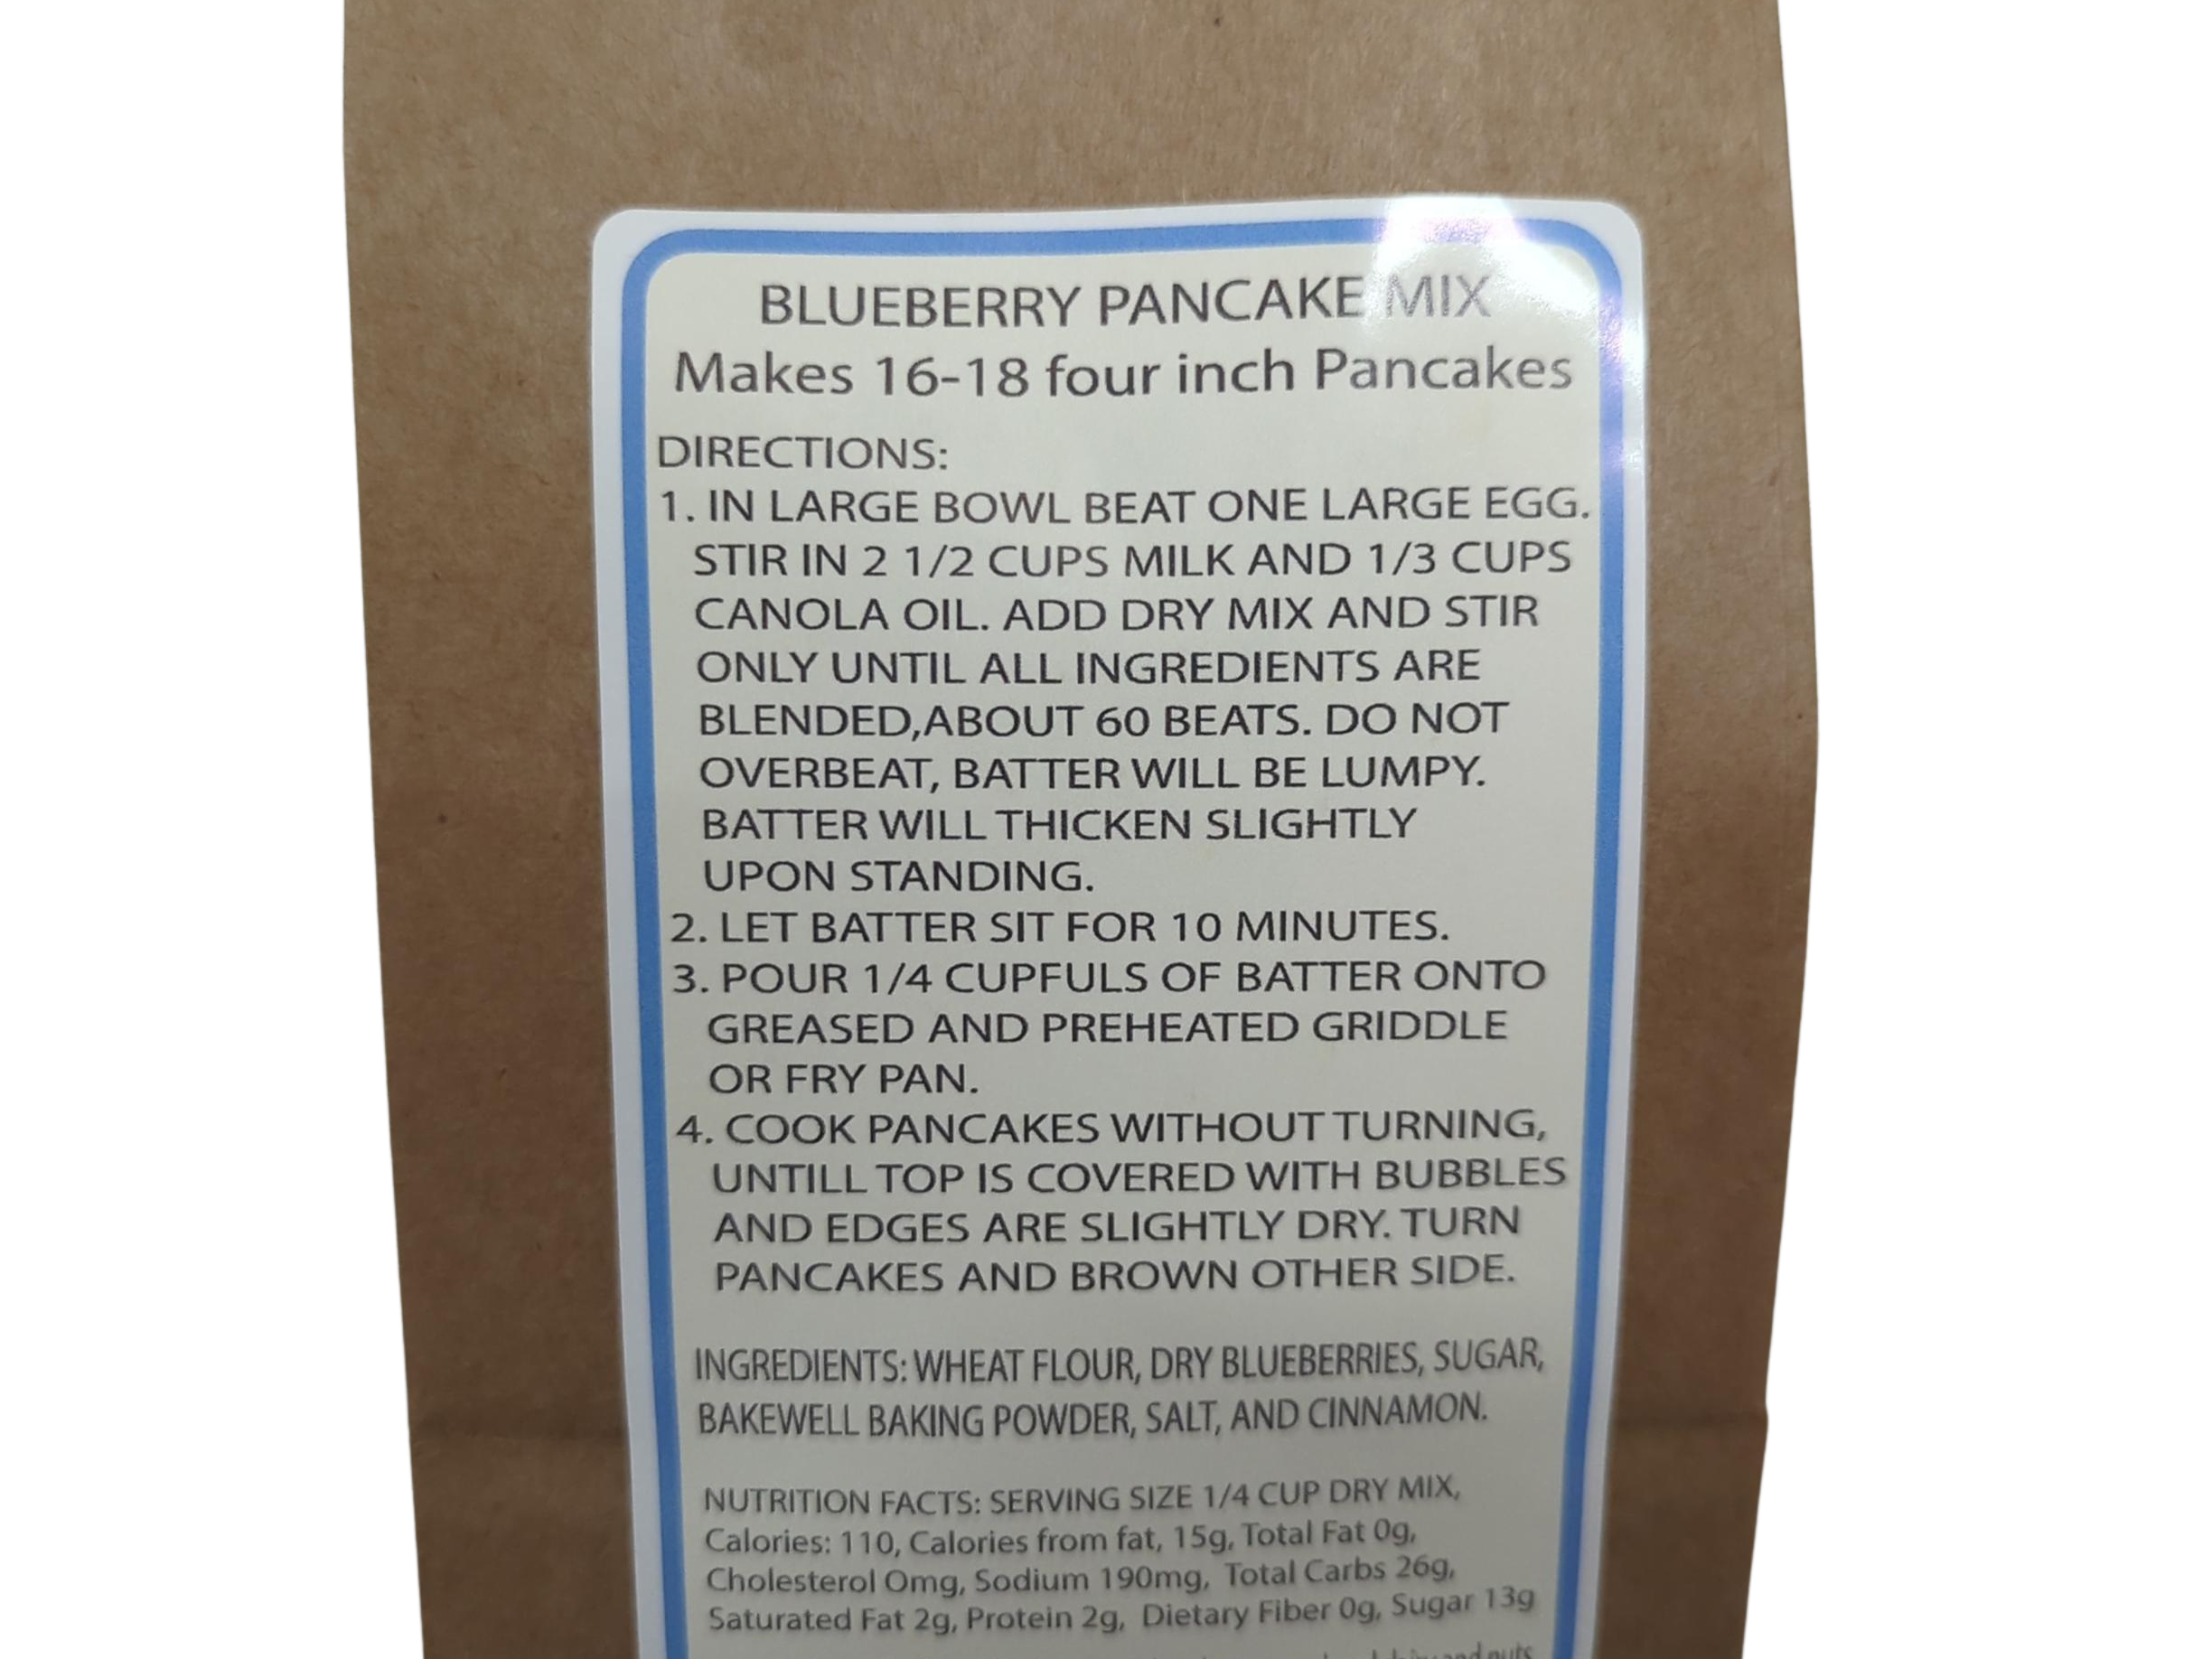 BLUEBERRY PANCAKE MIX
Makes 16-18 four inch Pancakes
DIRECTIONS:
1. IN LARGE BOWL BEAT ONE LARGE EGG.
STIR IN 2 1/2 CUPS MILK AND 1/3 CUPS
CANOLA OIL. ADD DRY MIX AND STIR
ONLY UNTIL ALL INGREDIENTS ARE
BLENDED,ABOUT 60 BEATS. DO NOT
OVERBEAT, BATTER WILL BE LUMPY.
BATTER WILL THICKEN SLIGHTLY
UPON STANDING.
2. LET BATTER SIT FOR 10 MINUTES.
3. POUR 1/4 CUPFULS OF BATTER ONTO
GREASED AND PREHEATED GRIDDLE
OR FRY PAN.
4. COOK PANCAKES WITHOUT TURNING,
UNTILL TOP IS COVERED WITH BUBBLES
AND EDGES ARE SLIGHTLY DRY. TURN
PANCAKES AND BROWN OTHER SIDE.
INGREDIENTS: WHEAT FLOUR, DRY BLUEBERRIES, SUGAR,
BAKEWELL BAKING POWDER, SALT, AND CINNAMON.
NUTRITION FACTS: SERVING SIZE 1/4 CUP DRY MIX,
Calories: 110, Calories from fat, 15g, Total Fat 0g,
Cholesterol Omg, Sodium 190mg, Total Carbs 26g,
Saturated Fat 2g, Protein 2g, Dietary Fiber 0g, Sugar 13g
and nuts